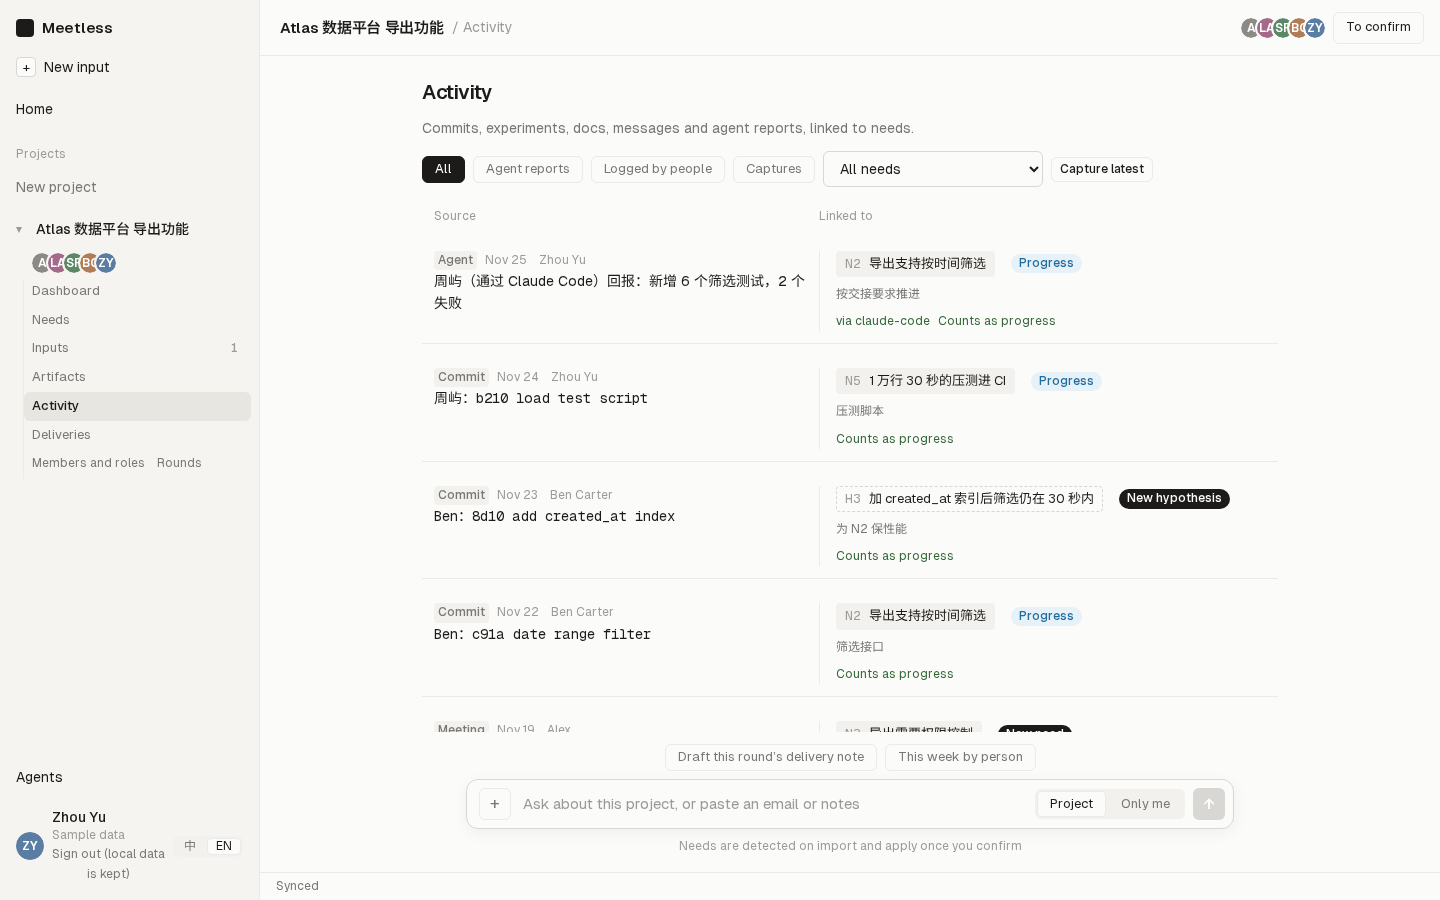 Meetless
+ New input
Home
Projects
New project
▾ Atlas 数据平台 导出功能
ZY
Dashboard
Needs
Inputs 1
Artifacts
Activity
Deliveries
Members and roles Rounds
Agents
Zhou Yu
ZY Sample data
Sign out (local data
is kept)
中 EN
Atlas 数据平台 导出功能 / Activity
ZY
To confirm
Activity
Commits, experiments, docs, messages and agent reports, linked to needs.
All Agent reports Logged by people Captures All needs Capture latest
Source Linked to
Agent Nov 25 Zhou Yu
周屿（通过 Claude Code）回报：新增 6 个筛选测试，2 个
失败
N2 导出支持按时间筛选 Progress
按交接要求推进
via claude-code Counts as progress
Commit Nov 24 Zhou Yu
周屿：b210 load test script
N5 1 万行 30 秒的压测进 CI Progress
压测脚本
Counts as progress
Commit Nov 23 Ben Carter
Ben：8d10 add created_at index
H3 加 created_at 索引后筛选仍在 30 秒内 New hypothesis
为 N2 保性能
Counts as progress
Commit Nov 22 Ben Carter
Ben：c91a date range filter
N2 导出支持按时间筛选 Progress
筛选接口
Counts as progress
Meeting Nov 19 Alex
Draft this round's delivery note This week by person
+ Ask about this project, or paste an email or notes Project Only me
Needs are detected on import and apply once you confirm
Synced